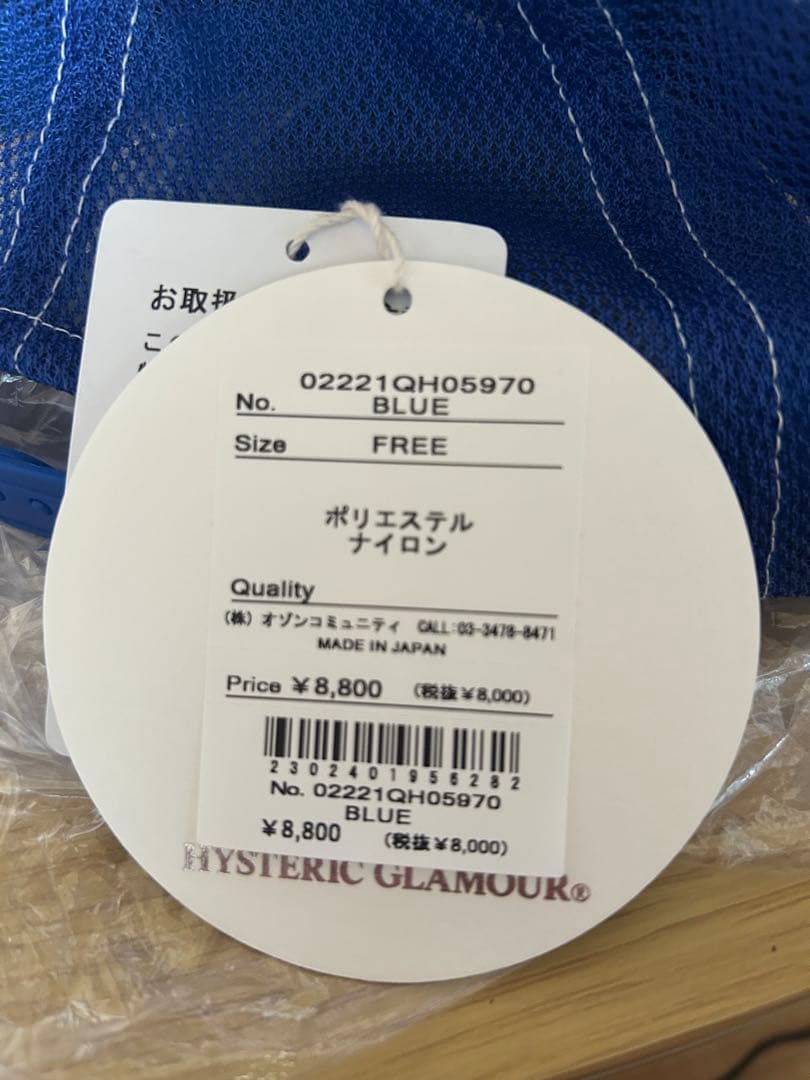 お取扱
こ
02221QH05970
No. BLUE
Size FREE
ポリエステル
ナイロン
Quality
(株) オゾンコミュニティ CALL:03-3478-8471
MADE IN JAPAN
Price ¥8,800 (税抜¥8,000)
2302401956282
No. 02221QH05970
BLUE
¥8,800 (税抜¥8,000)
HYSTERIC GLAMOUR®